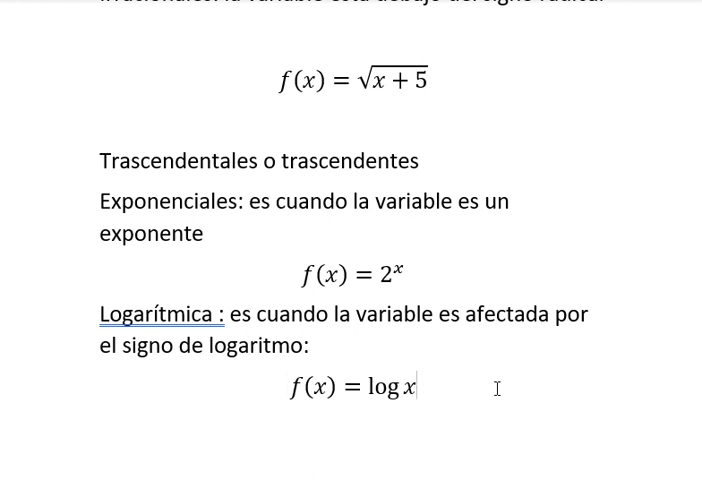 f(x) = √x + 5
Trascendentales o trascendentes
Exponenciales: es cuando la variable es un
exponente
f(x) = 2ˣ
Logarítmica : es cuando la variable es afectada por
el signo de logaritmo:
f(x) = log x